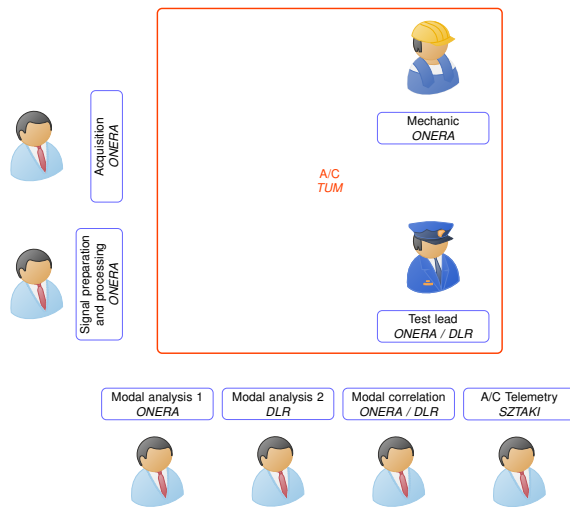 Mechanic
ONERA
Acquisition
ONERA
A/C
TUM
Signal preparation
and processing
ONERA
Test lead
ONERA / DLR
Modal analysis 1
ONERA
Modal analysis 2
DLR
Modal correlation
ONERA / DLR
A/C Telemetry
SZTAKI